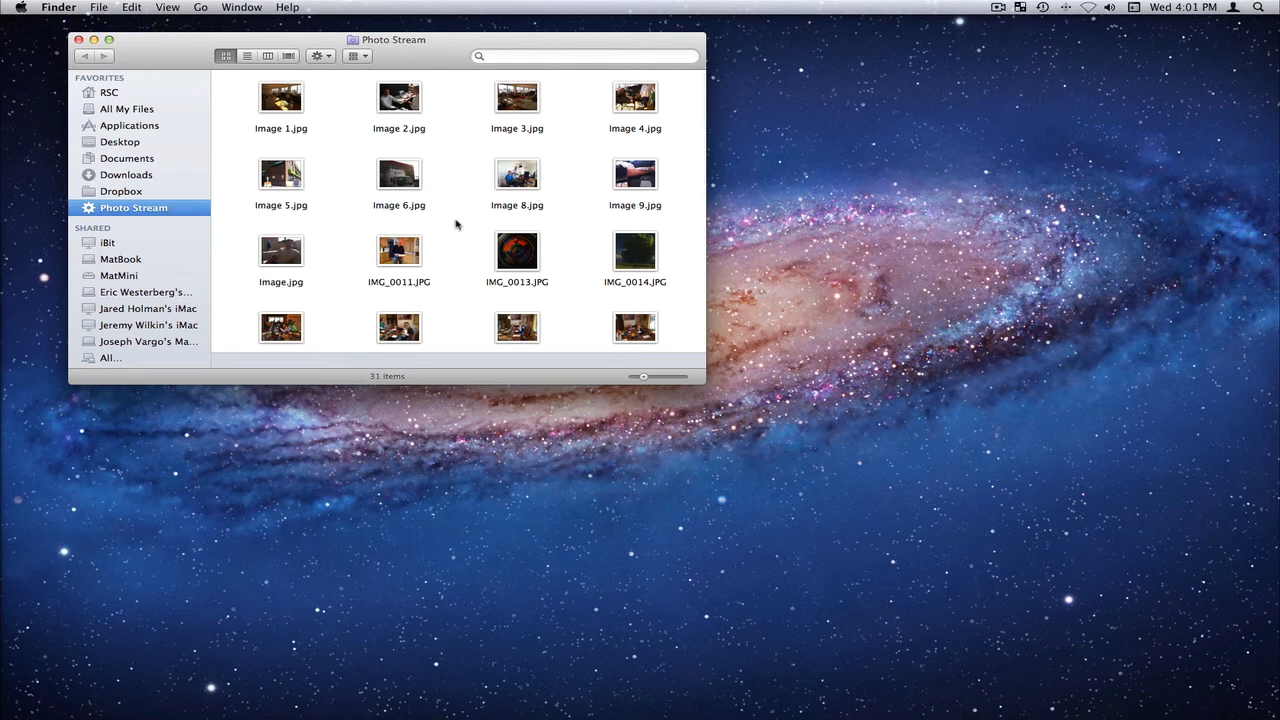 Finder File Edit View Go Window Help Wed 4:01 PM
Photo Stream
FAVORITES
RSC
All My Files
Applications
Desktop
Documents
Downloads
Dropbox
Photo Stream
SHARED
iBit
MatBook
MatMini
Eric Westerberg's...
Jared Holman's iMac
Jeremy Wilkin's iMac
Joseph Vargo's Ma...
All...
Image 1.jpg Image 2.jpg Image 3.jpg Image 4.jpg
Image 5.jpg Image 6.jpg Image 8.jpg Image 9.jpg
Image.jpg IMG_0011.JPG IMG_0013.JPG IMG_0014.JPG
31 items